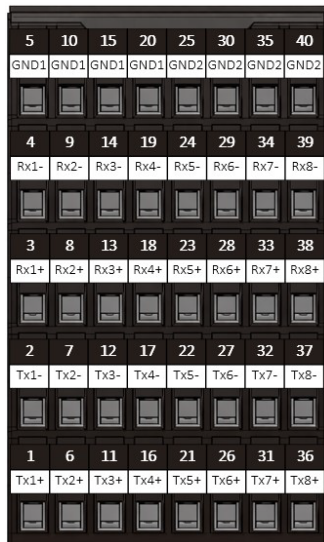 5 10 15 20 25 30 35 40
GND1 GND1 GND1 GND1 GND2 GND2 GND2 GND2
4 9 14 19 24 29 34 39
Rx1- Rx2- Rx3- Rx4- Rx5- Rx6- Rx7- Rx8-
3 8 13 18 23 28 33 38
Rx1+ Rx2+ Rx3+ Rx4+ Rx5+ Rx6+ Rx7+ Rx8+
2 7 12 17 22 27 32 37
Tx1- Tx2- Tx3- Tx4- Tx5- Tx6- Tx7- Tx8-
1 6 11 16 21 26 31 36
Tx1+ Tx2+ Tx3+ Tx4+ Tx5+ Tx6+ Tx7+ Tx8+